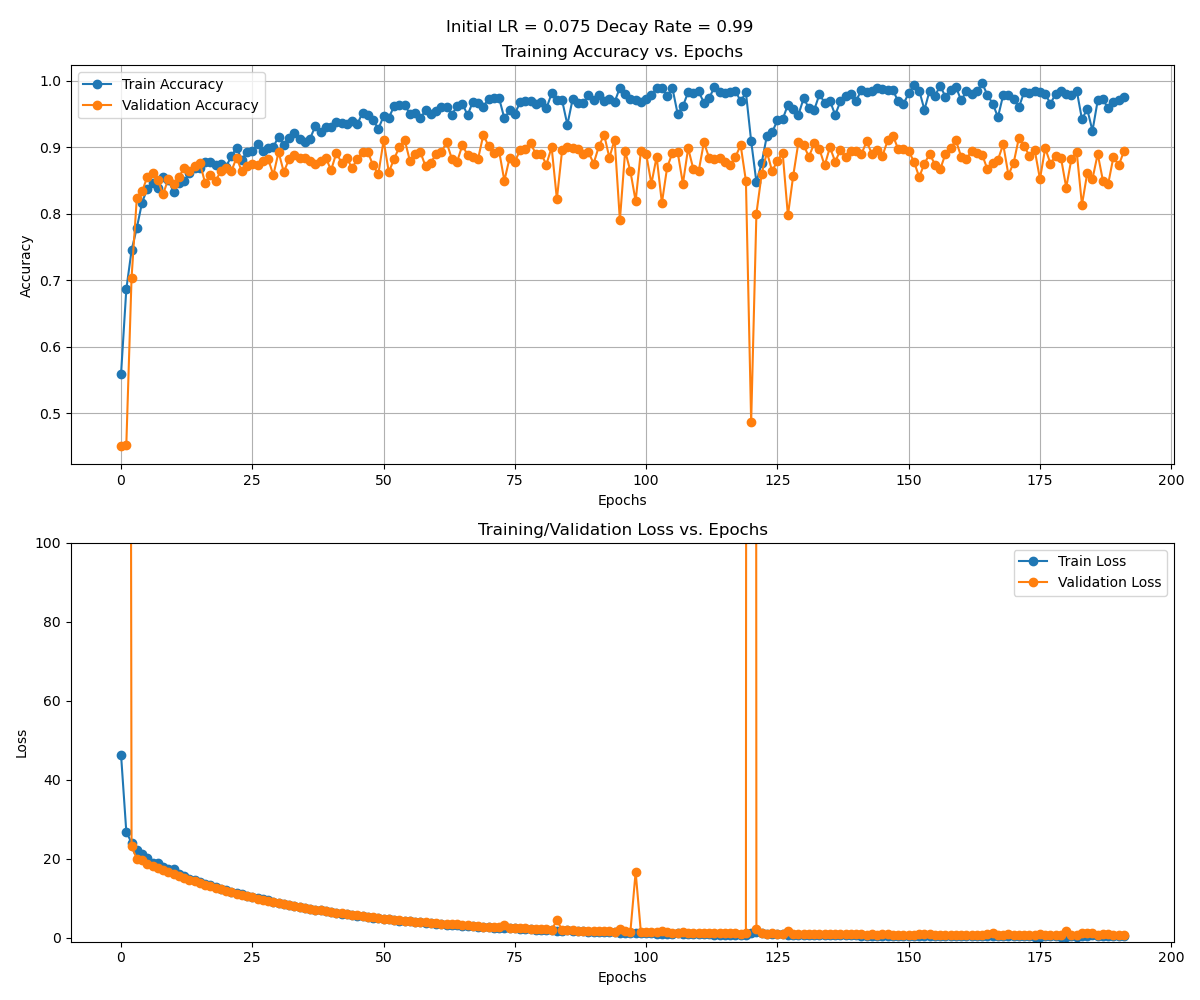 Initial LR = 0.075 Decay Rate = 0.99
Training Accuracy vs. Epochs
Train Accuracy
Validation Accuracy
1.0
0.9
0.8
0.7
0.6
0.5
Accuracy
0 25 50 75 100 125 150 175 200
Epochs
Training/Validation Loss vs. Epochs
Train Loss
Validation Loss
100
80
60
40
20
0
Loss
0 25 50 75 100 125 150 175 200
Epochs